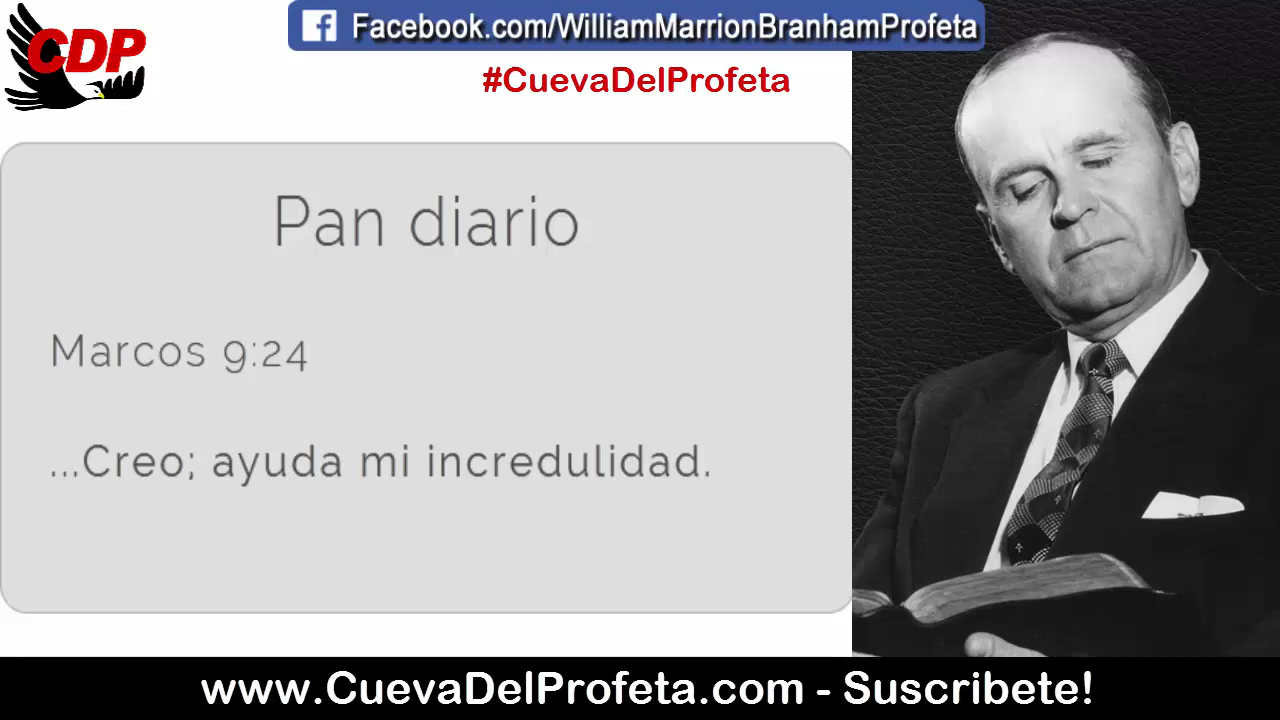 CDP
Facebook.com/WilliamMarrionBranhamProfeta
#CuevaDelProfeta
Pan diario
Marcos 9:24
...Creo; ayuda mi incredulidad.
www.CuevaDelProfeta.com - Suscribete!